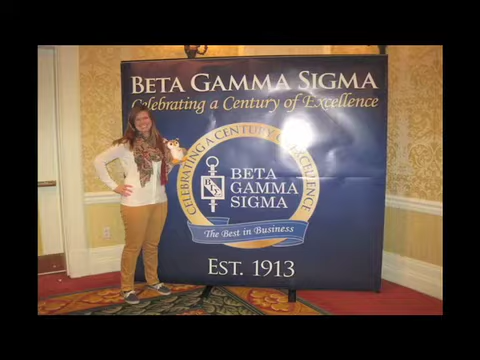 BETA GAMMA SIGMA
Celebrating a Century of Excellence
CELEBRATING A CENTURY OF EXCELLENCE
BΓΣ
BETA
GAMMA
SIGMA
The Best in Business
EST. 1913